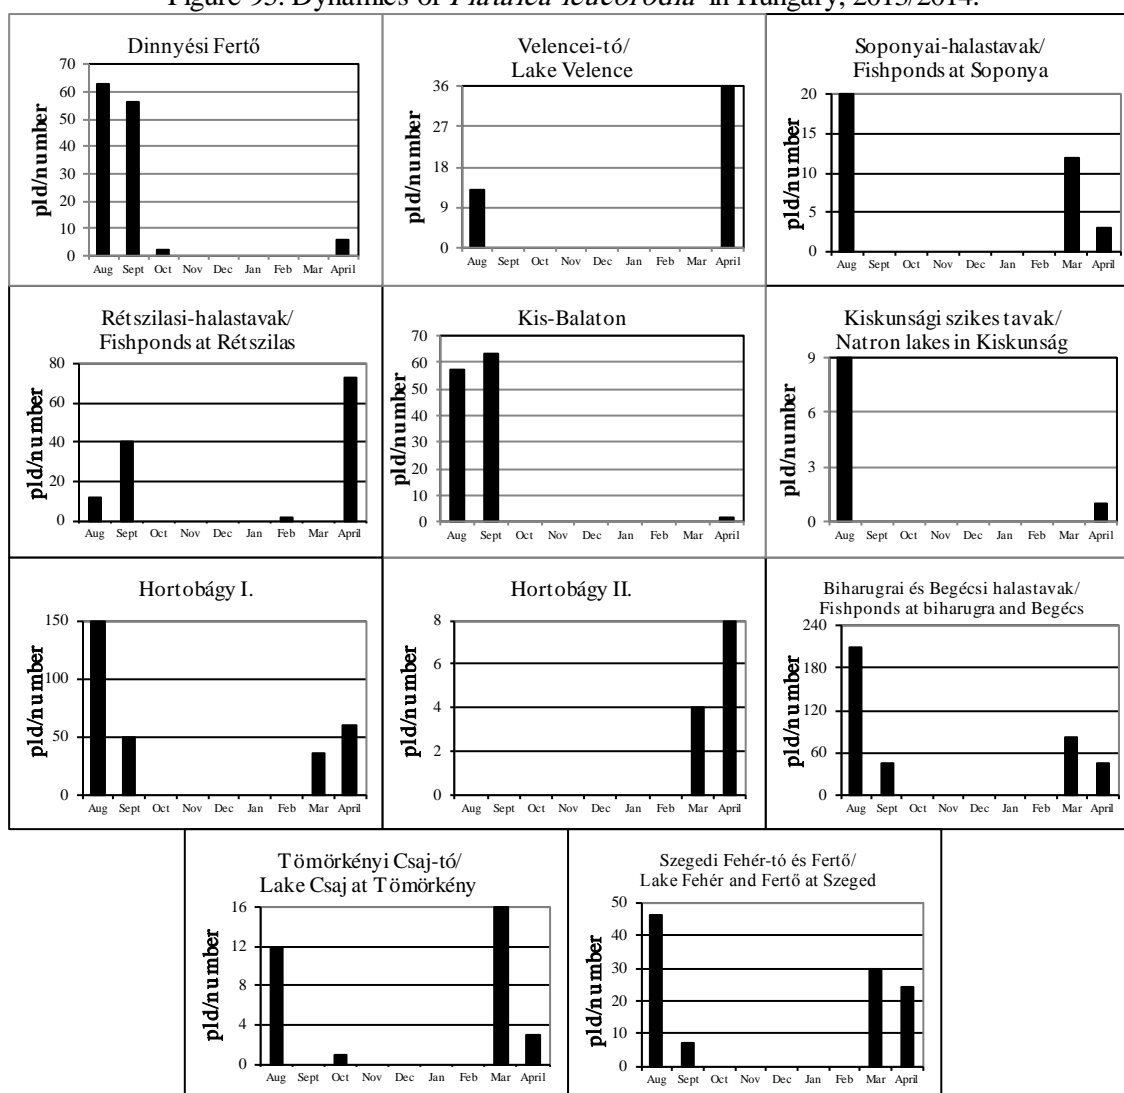 Figure 93. Dynamics of Platalea leucorodia in Hungary, 2013/2014.
Dinnyési Fertő
pld/number
70
60
50
40
30
20
10
0
Aug Sept Oct Nov Dec Jan Feb Mar April
Velencei-tó/
Lake Velence
pld/number
36
27
18
9
0
Aug Sept Oct Nov Dec Jan Feb Mar April
Soponyai-halastavak/
Fishponds at Soponya
pld/number
20
15
10
5
0
Aug Sept Oct Nov Dec Jan Feb Mar April
Rétszilasi-halastavak/
Fishponds at Rétszilas
pld/number
80
60
40
20
0
Aug Sept Oct Nov Dec Jan Feb Mar April
Kis-Balaton
pld/number
70
60
50
40
30
20
10
0
Aug Sept Oct Nov Dec Jan Feb Mar April
Kiskunsági szikes tavak/
Natron lakes in Kiskunság
pld/number
9
6
3
0
Aug Sept Oct Nov Dec Jan Feb Mar April
Hortobágy I.
pld/number
150
100
50
0
Aug Sept Oct Nov Dec Jan Feb Mar April
Hortobágy II.
pld/number
8
6
4
2
0
Aug Sept Oct Nov Dec Jan Feb Mar April
Biharugrai és Begécsi halastavak/
Fishponds at biharugra and Begécs
pld/number
240
180
120
60
0
Aug Sept Oct Nov Dec Jan Feb Mar April
Tömörkényi Csaj-tó/
Lake Csaj at Tömörkény
pld/number
16
12
8
4
0
Aug Sept Oct Nov Dec Jan Feb Mar April
Szegedi Fehér-tó és Fertő/
Lake Fehér and Fertő at Szeged
pld/number
50
40
30
20
10
0
Aug Sept Oct Nov Dec Jan Feb Mar April